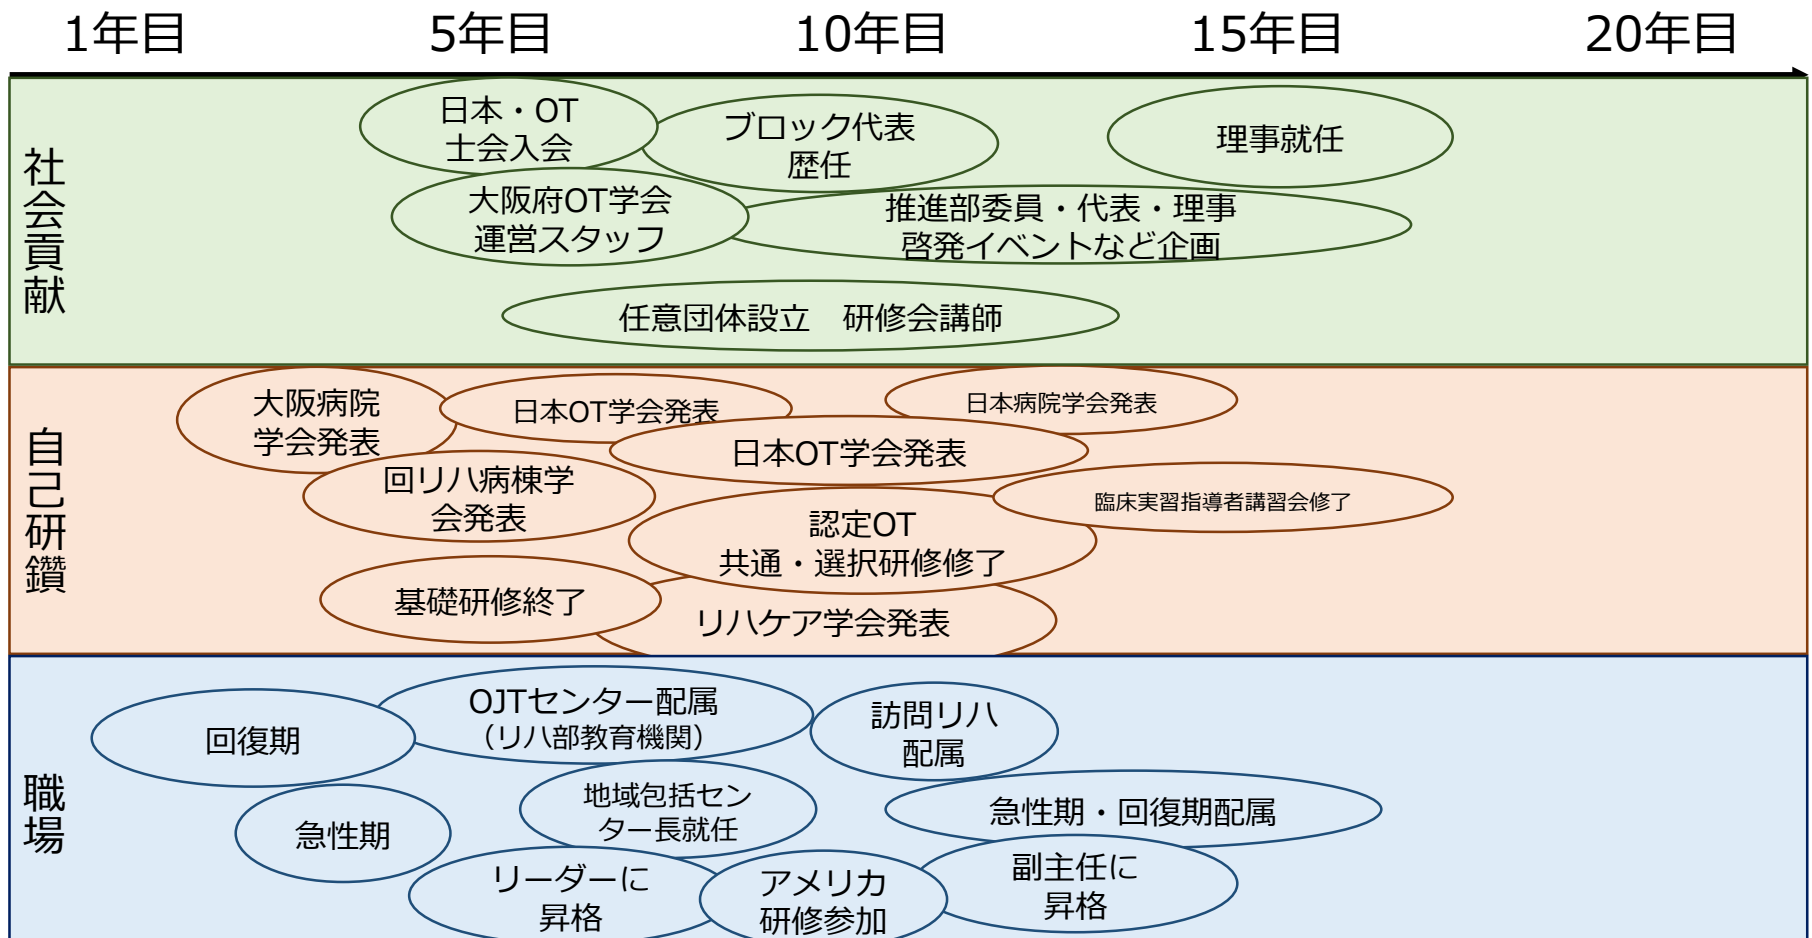 1年目
5年目
10年目
15年目
20年目
社会貢献
日本・OT
士会入会
ブロック代表
歴任
理事就任
大阪府OT学会
運営スタッフ
推進部委員・代表・理事
啓発イベントなど企画
任意団体設立　研修会講師
自己研鑽
大阪病院
学会発表
日本OT学会発表
日本病院学会発表
日本OT学会発表
回リハ病棟学
会発表
臨床実習指導者講習会修了
認定OT
共通・選択研修修了
基礎研修終了
リハケア学会発表
職場
回復期
OJTセンター配属
（リハ部教育機関）
訪問リハ
配属
急性期
地域包括セン
ター長就任
急性期・回復期配属
リーダーに
昇格
アメリカ
研修参加
副主任に
昇格